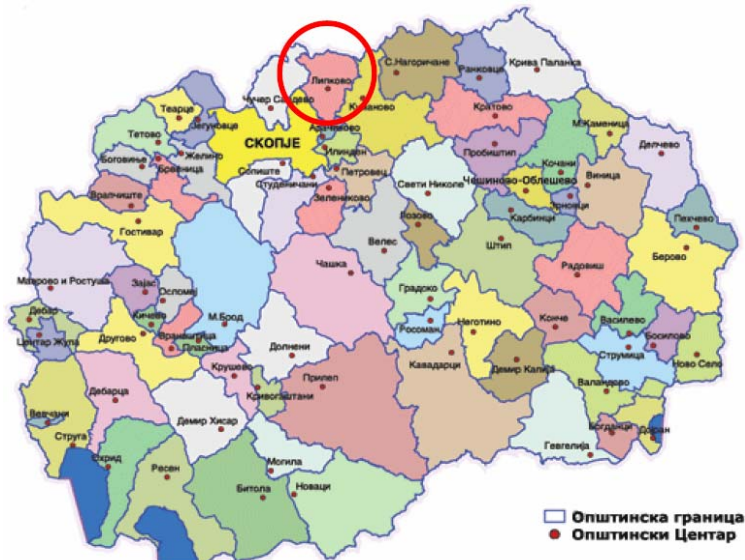 Липково
С.Нагоричане
Ранковце
Крива Паланка
Чучер Сандево
Куманово
Кратово
Теарце
Јегуновце
Арачиново
М.Каменица
Тетово
СКОПЈЕ
Илинден
Пробиштип
Делчево
Боговиње
Желино
Брвеница
Сопиште
Студеничани
Петровец
Свети Николе
Чешиново-Облешево
Кочани
Виница
Врапчиште
Зелениково
Лозово
Карбинци
Зрновци
Пехчево
Гостивар
Велес
Штип
Берово
Маврово и Ростуша
Зајас
Осломеј
Чашка
Градско
Радовиш
Дебар
Центар Жупа
Кичево
Другово
Вранештица
Пласница
М.Брод
Росоман
Неготино
Конче
Василево
Босилово
Долнени
Струмица
Ново Село
Крушево
Прилеп
Кавадарци
Демир Капија
Валандово
Дебарца
Кривогаштани
Вевчани
Демир Хисар
Богданци
Дојран
Струга
Охрид
Ресен
Могила
Гевгелија
Битола
Новаци
Општинска граница
Општински Центар